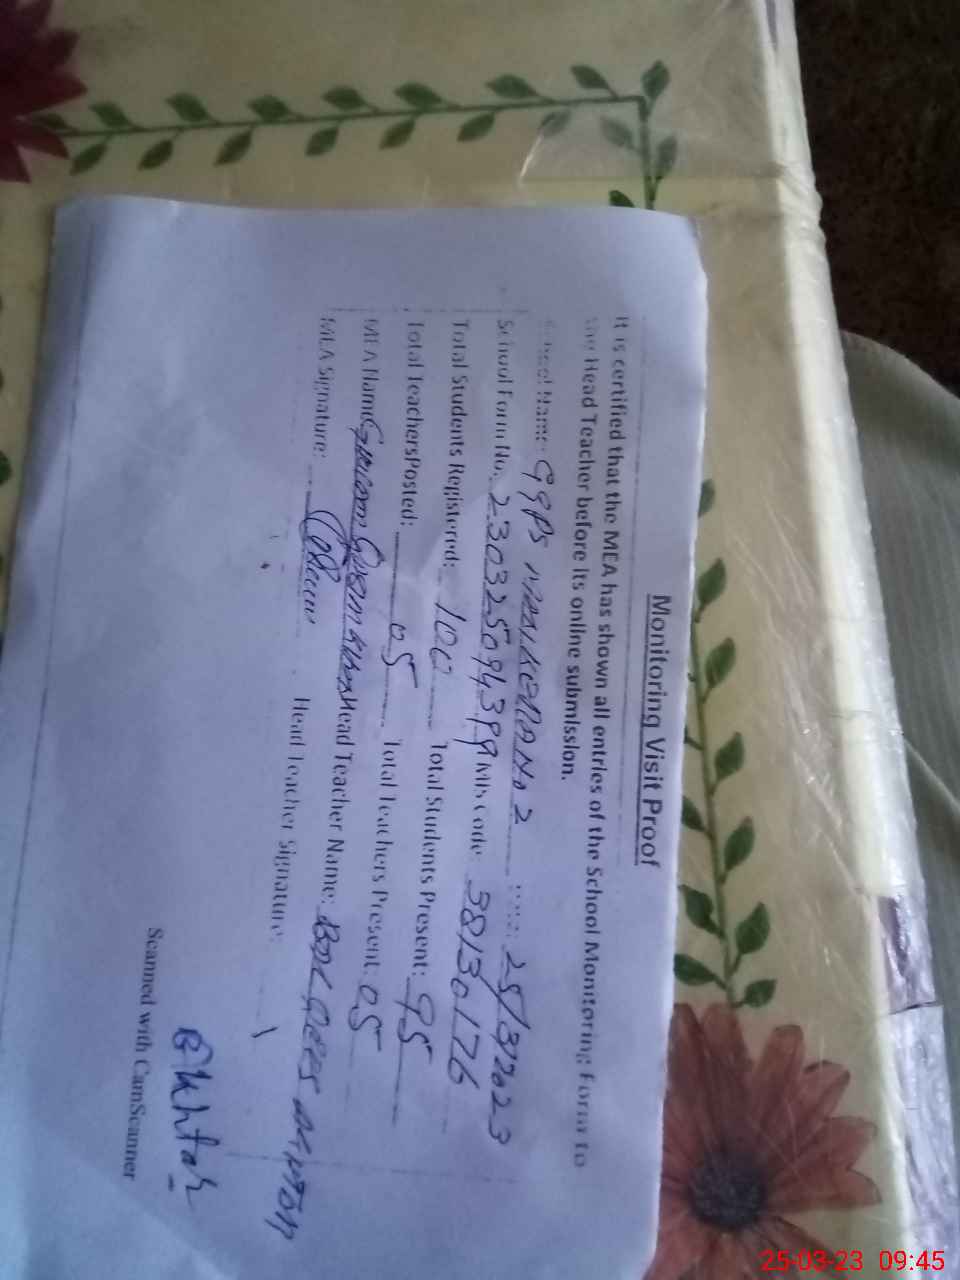 Monitoring Visit Proof
It is certified that the MEA has shown all entries of the School Monitoring Form to
the Head Teacher before its online submission.
School Name: GGPS No 2 Date: 25/3/2023
School Form No. 230325094399 Mis Code: 38130176
Total Students Registered: 100 Total Students Present: 95
Total TeachersPosted: 05 Total Teachers Present: 05
MEA Name: Head Teacher Name:
MEA Signature: Head Teacher Signature:
Scanned with CamScanner
25-03-23 09:45